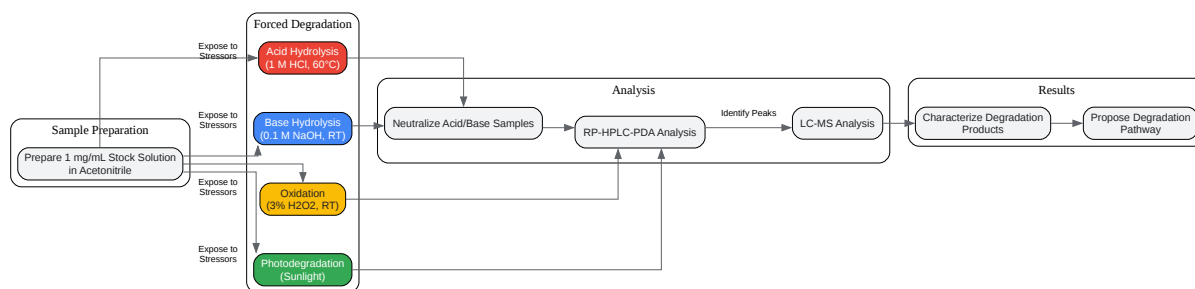 Forced Degradation
Expose to
Stressors
Acid Hydrolysis
(1 M HCl, 60°C)
Analysis
Results
Expose to
Stressors
Base Hydrolysis
(0.1 M NaOH, RT)
Neutralize Acid/Base Samples
RP-HPLC-PDA Analysis
Identify Peaks
LC-MS Analysis
Characterize Degradation
Products
Propose Degradation
Pathway
Sample Preparation
Prepare 1 mg/mL Stock Solution
in Acetonitrile
Expose to
Stressors
Oxidation
(3% H2O2, RT)
Expose to
Stressors
Photodegradation
(Sunlight)